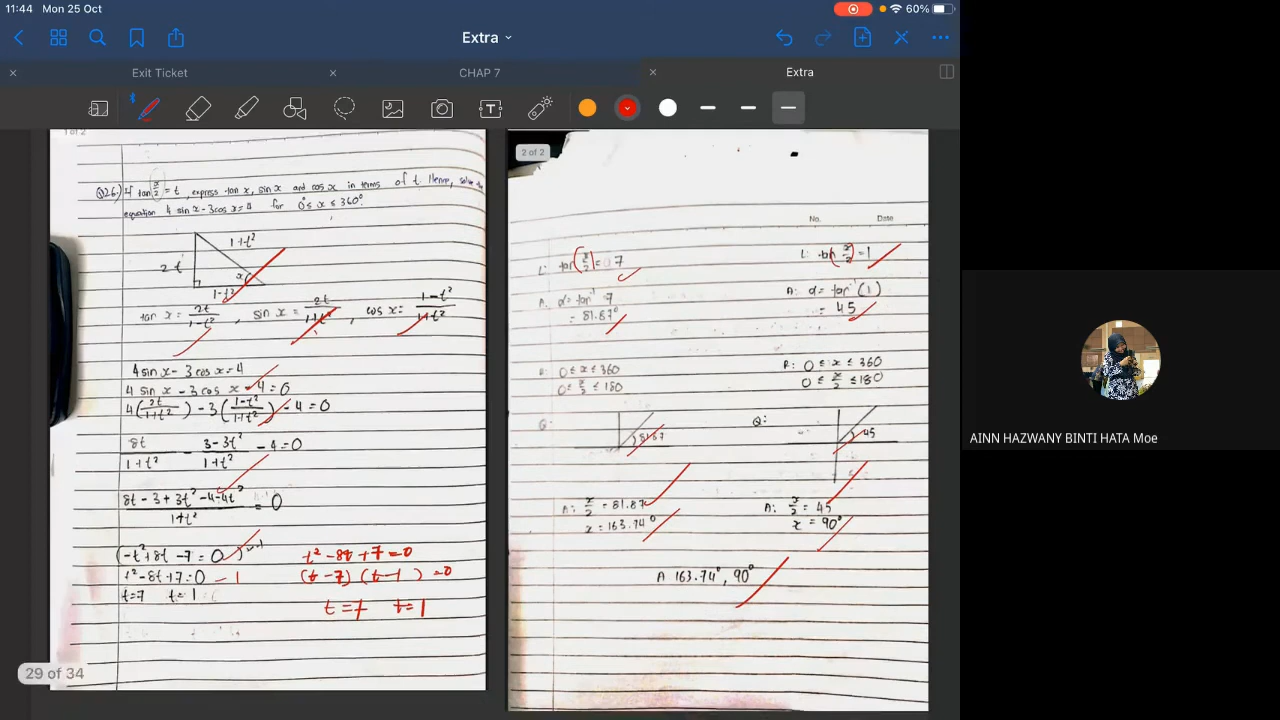 11:44 Mon 25 Oct
60%
Extra
Exit Ticket
CHAP 7
Extra
1 of 2
Q26) If tan(x/2) = t, express tan x, sin x and cos x in terms of t. Hence, solve the
equation 4 sin x - 3cos x = 4 for 0° ≤ x ≤ 360°.
1+t²
2t
x
1-t²
tan x = 2t/1-t², sin x = 2t/1+t², cos x = 1-t²/1+t²
4 sin x - 3 cos x = 4
4 sin x - 3 cos x - 4 = 0
4(2t/1+t²) - 3(1-t²/1+t²) - 4 = 0
8t/1+t² - 3-3t²/1+t² - 4 = 0
8t - 3 + 3t² - 4 - 4t²/1+t² = 0
(-t² + 8t - 7 = 0)
t² - 8t + 7 = 0 - 1
t=7 t=1
t² - 8t + 7 = 0
(t - 7) (t - 1) = 0
t = 7 t = 1
29 of 34
2 of 2
No. Date
L: tan(x/2) = 7
A: α = tan⁻¹ 7
= 81.87°
R: 0 ≤ x ≤ 360
0 ≤ x/2 ≤ 180
Q:
81.87
A: x/2 = 81.87
x = 163.74°
L: tan(x/2) = 1
A: α = tan⁻¹ (1)
= 45
R: 0 ≤ x ≤ 360
0 ≤ x/2 ≤ 180
Q:
45
A: x/2 = 45
x = 90°
A 163.74°, 90°
AINN HAZWANY BINTI HATA Moe